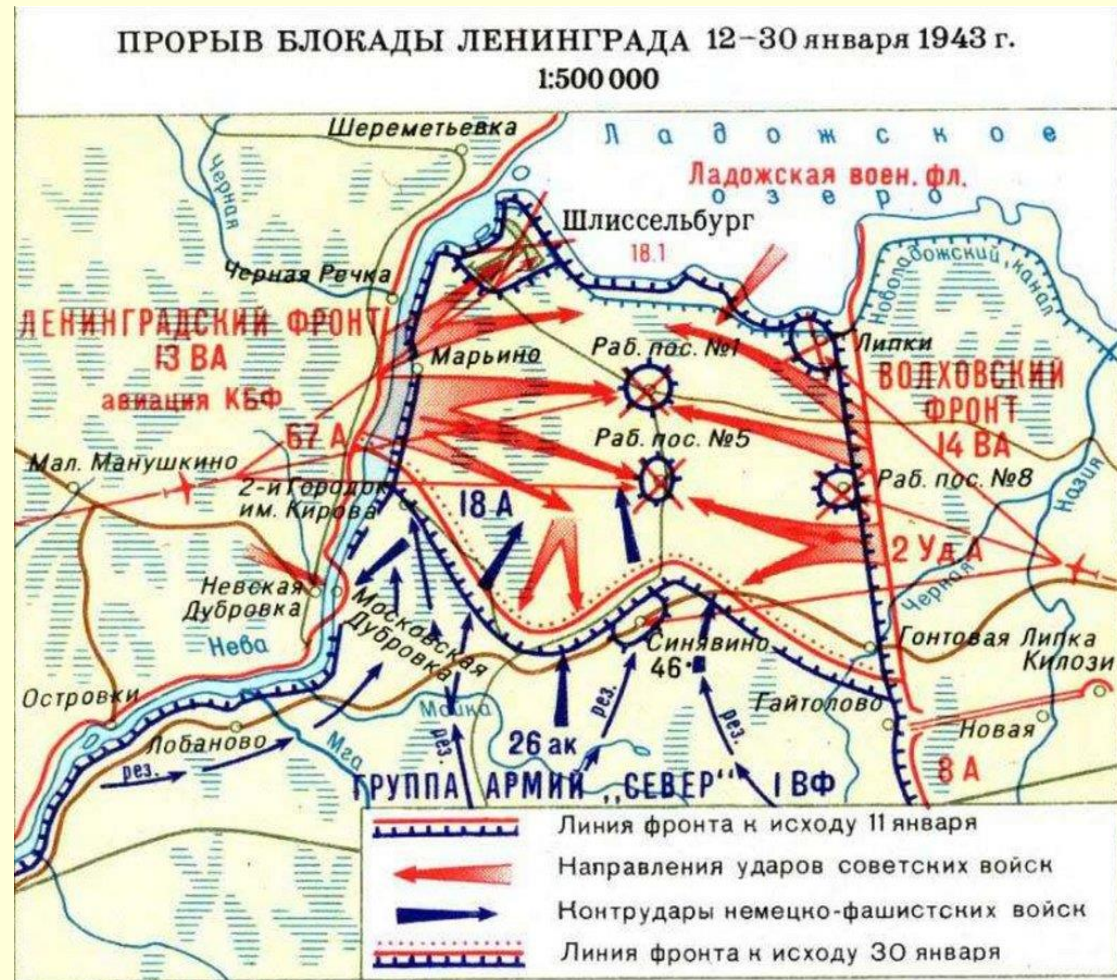 ПРОРЫВ БЛОКАДЫ ЛЕНИНГРАДА 12–30 января 1943 г.
1:500 000
Шереметьевка
Ладожское
озеро
Ладожская воен. фл.
Черная
Шлиссельбург
18.1
Новоладожский канал
Черная Речка
ЛЕНИНГРАДСКИЙ ФРОНТ
13 ВА
авиация КБФ
Марьино
Раб. пос. №1
Липки
ВОЛХОВСКИЙ
ФРОНТ
14 ВА
67 А
Раб. пос. №5
Мал. Манушкино
2-й Городок
им. Кирова
18 А
Раб. пос. №8
Назия
2 Уд.А
Черная
Невская
Дубровка
Московская
Дубровка
Нева
Синявино
46
Гонтовая Липка
Килози
Островки
Мойка
Гайтолово
Новая
Лобаново
Мга
рез.
рез.
рез.
рез.
26 ак
8 А
ГРУППА АРМИЙ „СЕВЕР“ 1 ВФ
Линия фронта к исходу 11 января
Направления ударов советских войск
Контрудары немецко-фашистских войск
Линия фронта к исходу 30 января